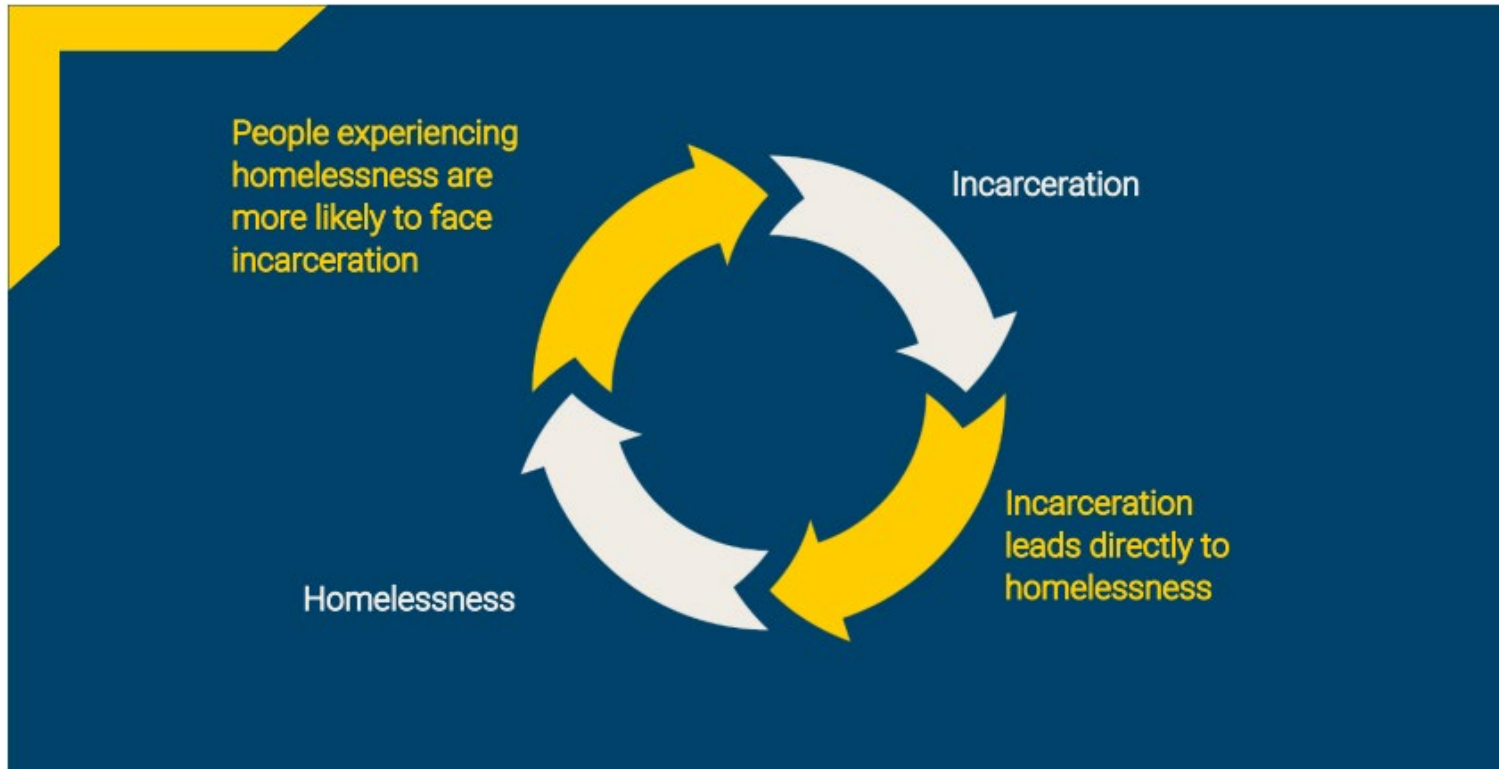 People experiencing
homelessness are
more likely to face
incarceration
Incarceration
Incarceration
leads directly to
homelessness
Homelessness